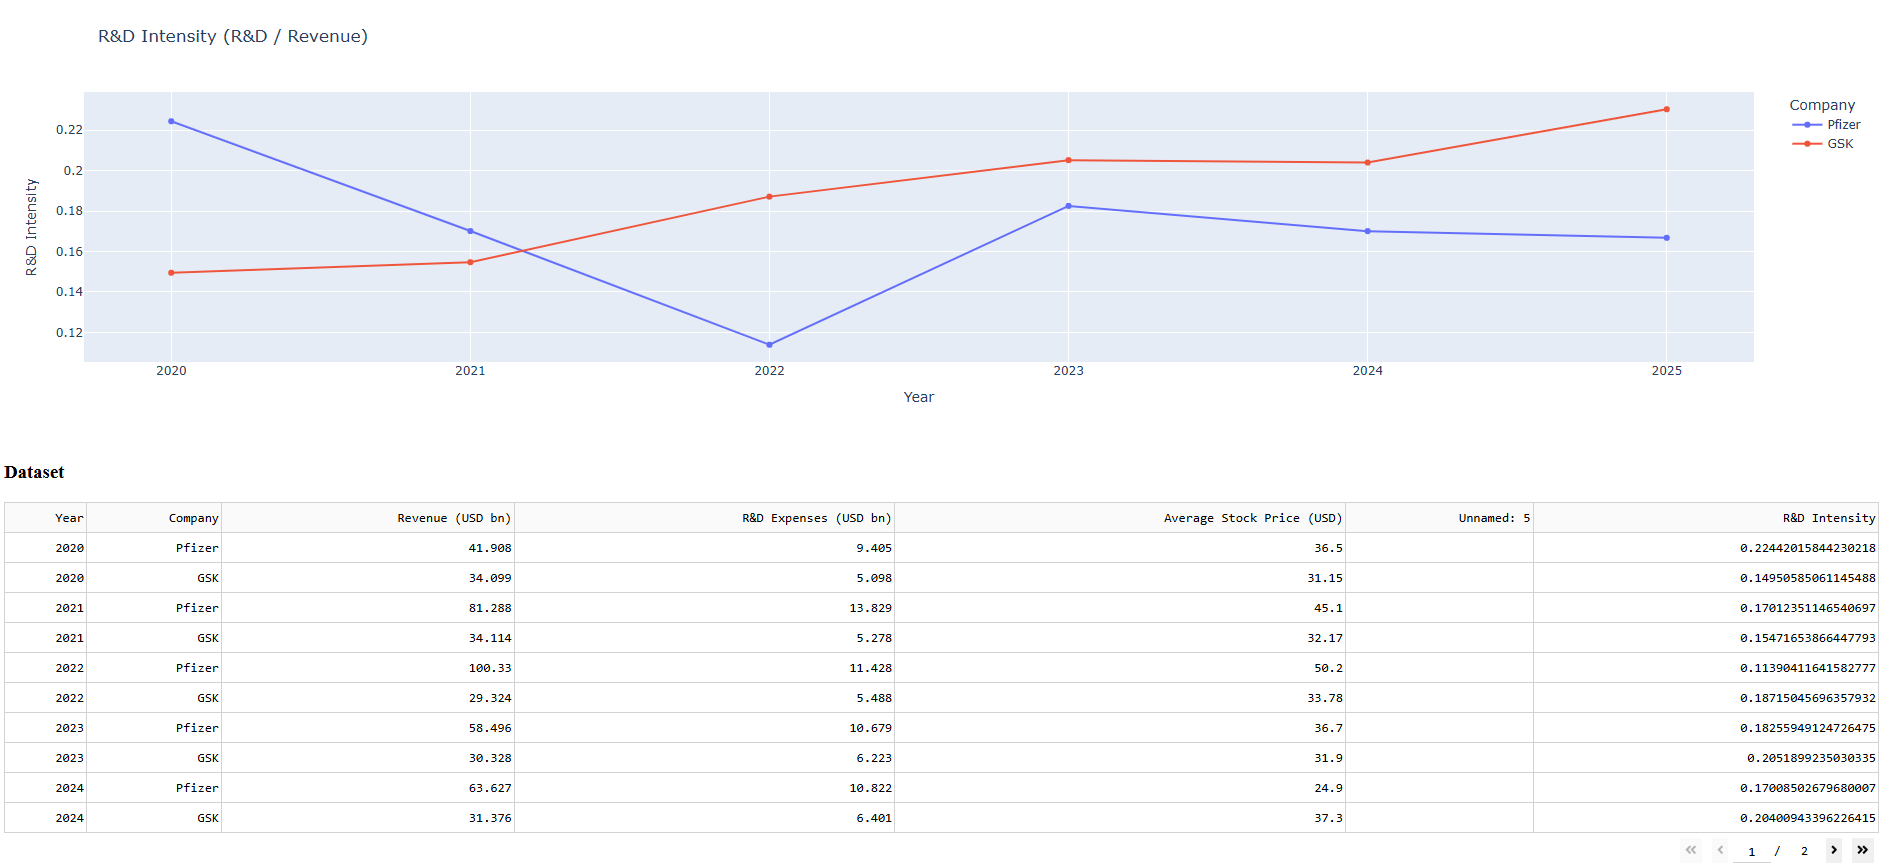 R&D Intensity (R&D / Revenue)
Company
Pfizer
GSK
R&D Intensity
0.22
0.2
0.18
0.16
0.14
0.12
2020 2021 2022 2023 2024 2025
Year
Dataset
Year Company Revenue (USD bn) R&D Expenses (USD bn) Average Stock Price (USD) Unnamed: 5 R&D Intensity
2020 Pfizer 41.908 9.405 36.5 0.22442015844230218
2020 GSK 34.099 5.098 31.15 0.14950585061145488
2021 Pfizer 81.288 13.829 45.1 0.17012351146540697
2021 GSK 34.114 5.278 32.17 0.15471653866447793
2022 Pfizer 100.33 11.428 50.2 0.11390411641582777
2022 GSK 29.324 5.488 33.78 0.18715045696357932
2023 Pfizer 58.496 10.679 36.7 0.18255949124726475
2023 GSK 30.328 6.223 31.9 0.2051899235030335
2024 Pfizer 63.627 10.822 24.9 0.17008502679680007
2024 GSK 31.376 6.401 37.3 0.20400943396226415
1 / 2